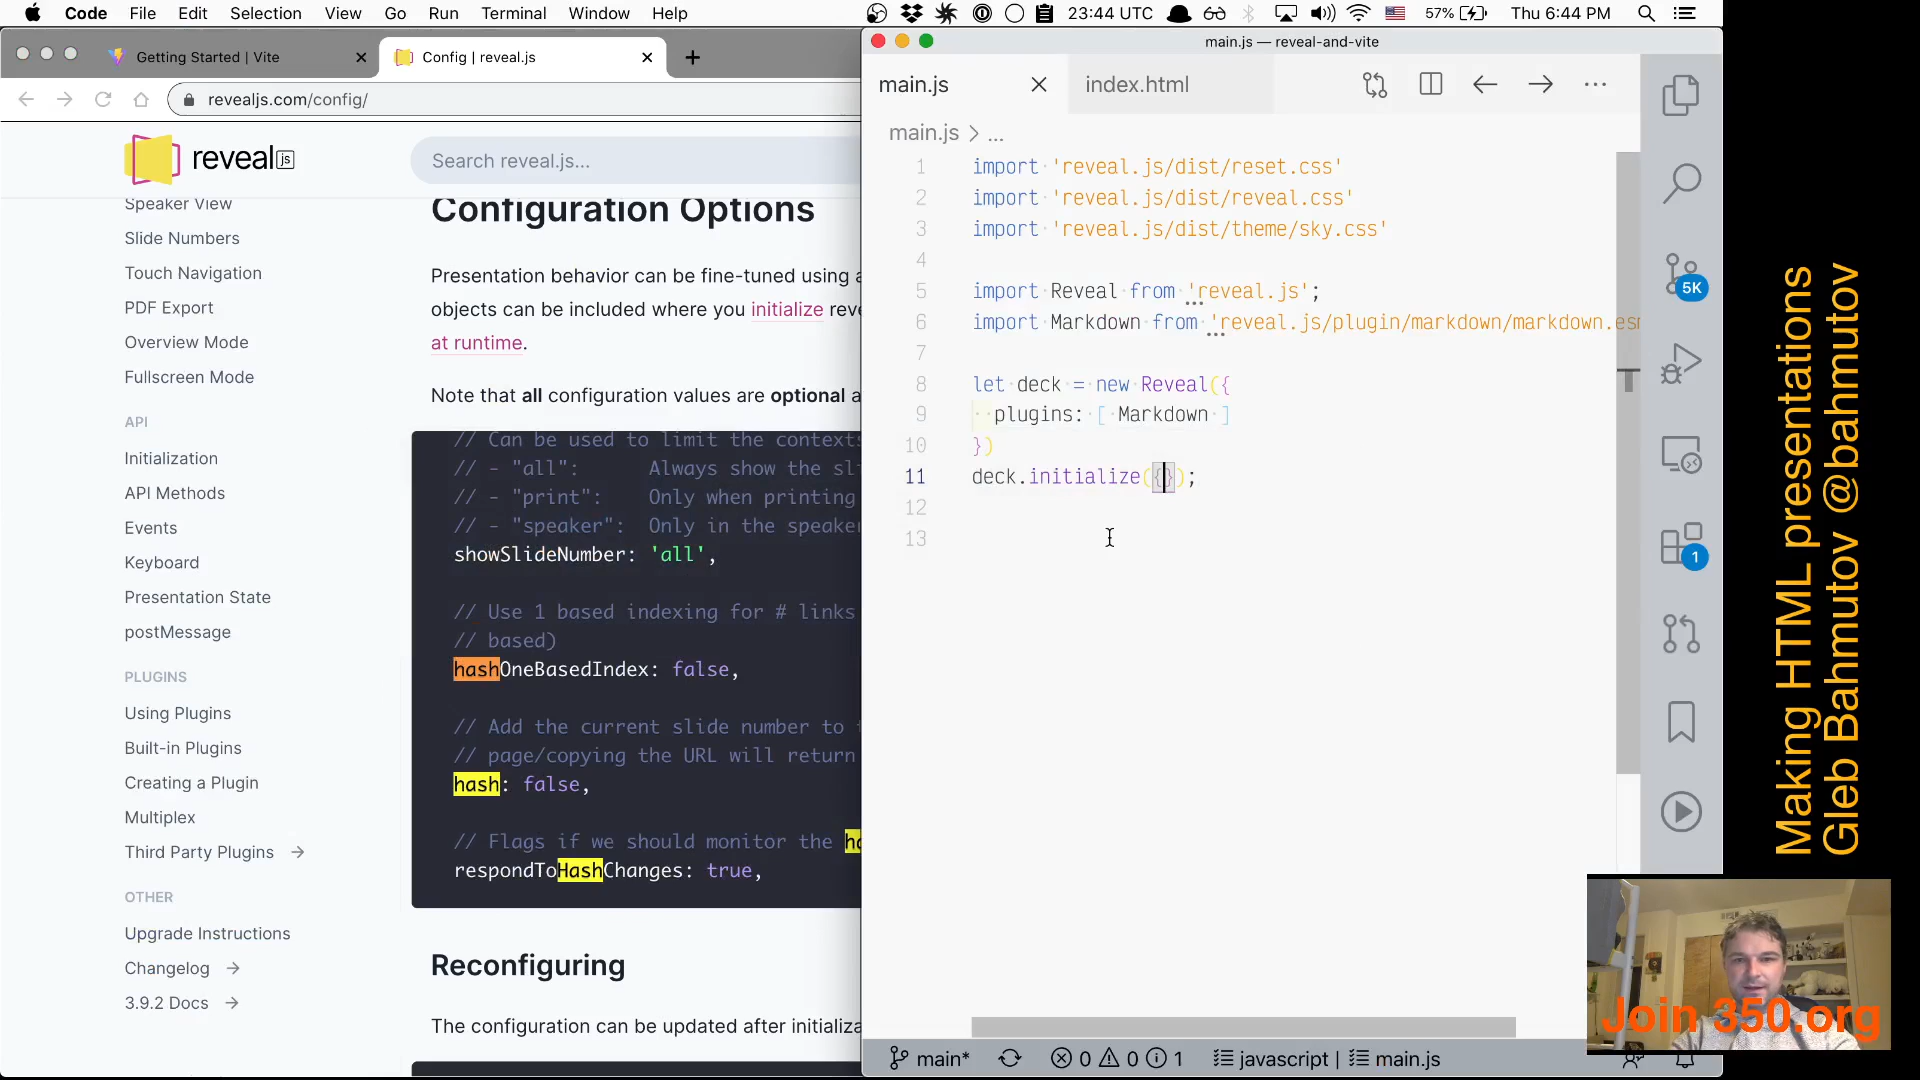 Code File Edit Selection View Go Run Terminal Window Help
23:44 UTC 57% Thu 6:44 PM
Getting Started | Vite
Config | reveal.js
revealjs.com/config/
reveal js
Search reveal.js...
Speaker View
Slide Numbers
Touch Navigation
PDF Export
Overview Mode
Fullscreen Mode
API
Initialization
API Methods
Events
Keyboard
Presentation State
postMessage
PLUGINS
Using Plugins
Built-in Plugins
Creating a Plugin
Multiplex
Third Party Plugins →
OTHER
Upgrade Instructions
Changelog →
3.9.2 Docs →
Configuration Options
Presentation behavior can be fine-tuned using a
objects can be included where you initialize reve
at runtime.
Note that all configuration values are optional a
// Can be used to limit the contexts
// - "all": Always show the sl
// - "print": Only when printing
// - "speaker": Only in the speaker
showSlideNumber: 'all',
// Use 1 based indexing for # links
// based)
hashOneBasedIndex: false,
// Add the current slide number to t
// page/copying the URL will return
hash: false,
// Flags if we should monitor the ha
respondToHashChanges: true,
Reconfiguring
The configuration can be updated after initializa
main.js — reveal-and-vite
main.js
index.html
main.js > ...
1 import 'reveal.js/dist/reset.css'
2 import 'reveal.js/dist/reveal.css'
3 import 'reveal.js/dist/theme/sky.css'
4
5 import Reveal from 'reveal.js';
6 import Markdown from 'reveal.js/plugin/markdown/markdown.esm
7
8 let deck = new Reveal({
9 plugins: [ Markdown ]
10 })
11 deck.initialize({});
12
13
5K
1
main* 0 0 1 javascript | main.js
Making HTML presentations
Gleb Bahmutov @bahmutov
Join 350.org